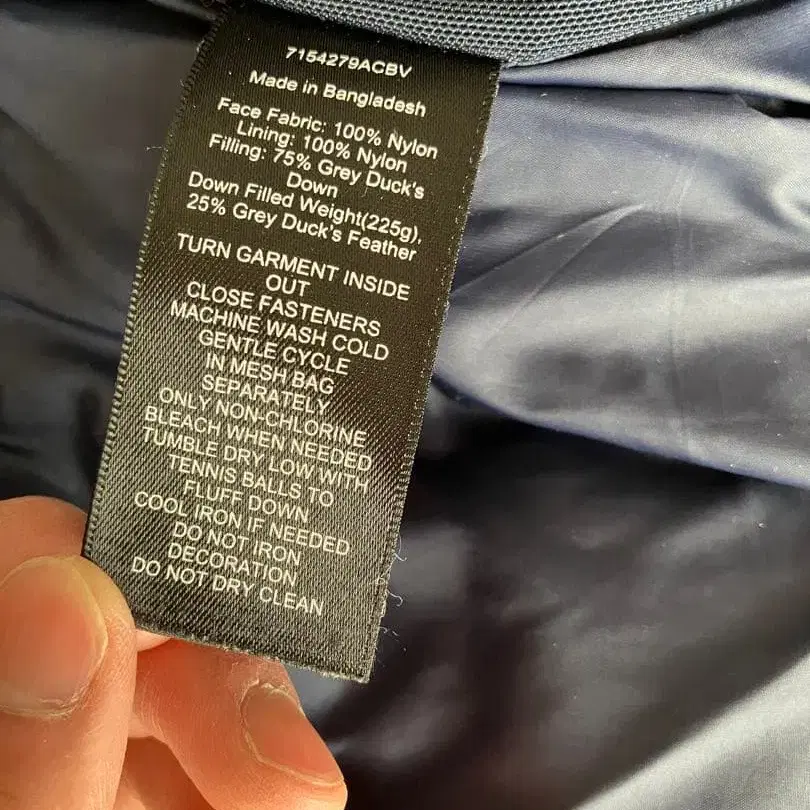 7154279ACBV
Made in Bangladesh
Face Fabric: 100% Nylon
Lining: 100% Nylon
Filling: 75% Grey Duck's
Down
Down Filled Weight(225g),
25% Grey Duck's Feather
TURN GARMENT INSIDE
OUT
CLOSE FASTENERS
MACHINE WASH COLD
GENTLE CYCLE
IN MESH BAG
SEPARATELY
ONLY NON-CHLORINE
BLEACH WHEN NEEDED
TUMBLE DRY LOW WITH
TENNIS BALLS TO
FLUFF DOWN
COOL IRON IF NEEDED
DO NOT IRON
DECORATION
DO NOT DRY CLEAN